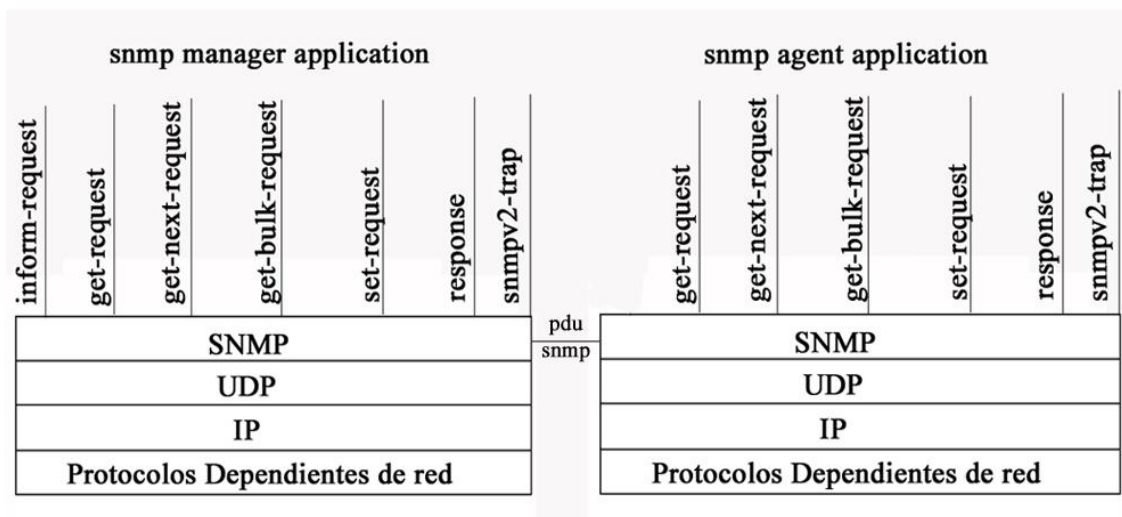 snmp manager application
inform-request
get-request
get-next-request
get-bulk-request
set-request
response
snmpv2-trap
SNMP
UDP
IP
Protocolos Dependientes de red
pdu
snmp
snmp agent application
get-request
get-next-request
get-bulk-request
set-request
response
snmpv2-trap
SNMP
UDP
IP
Protocolos Dependientes de red